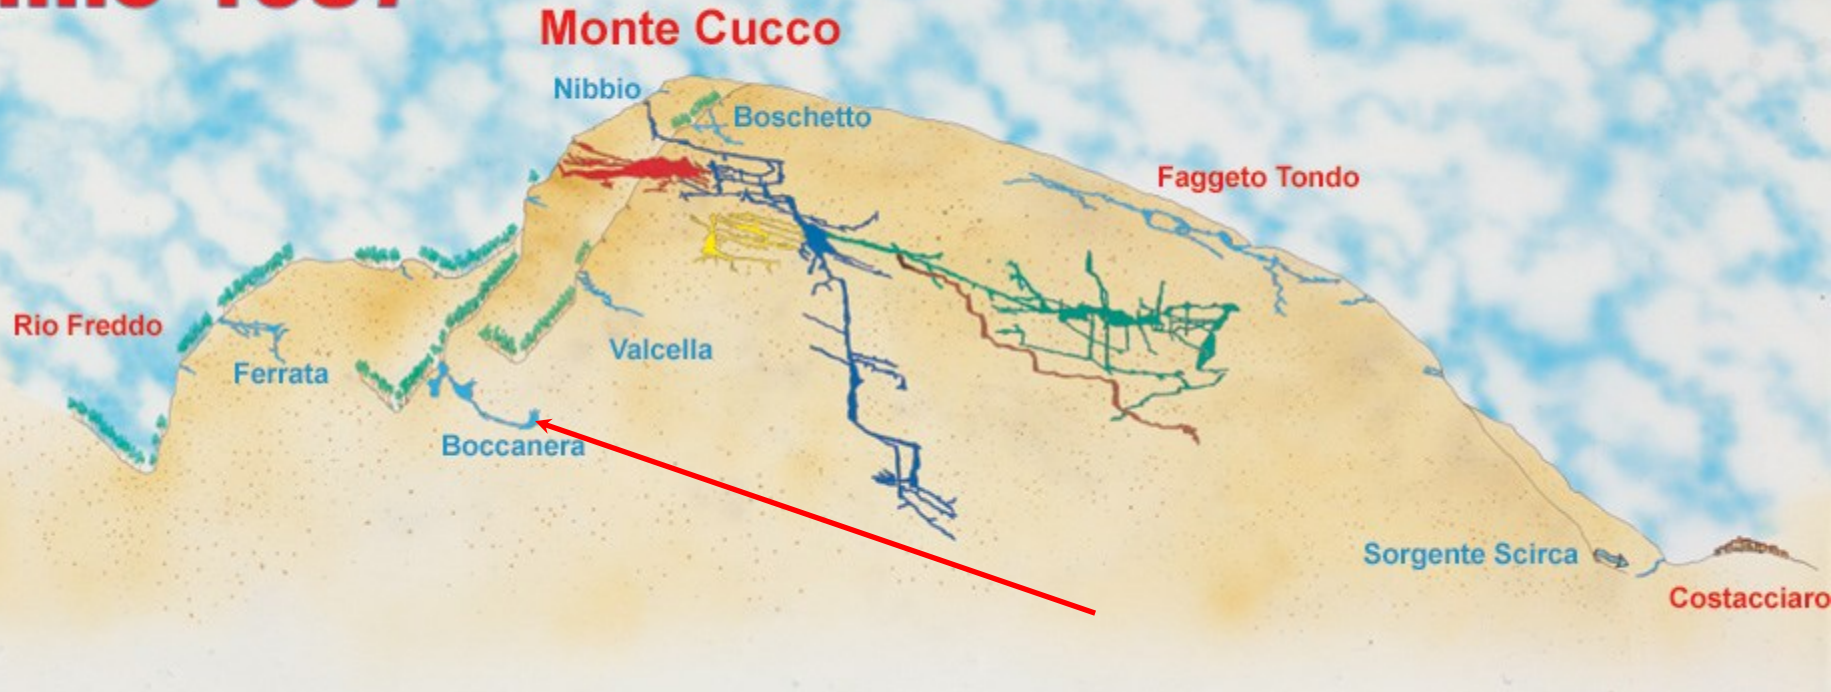 Monte Cucco
Nibbio
Boschetto
Faggeto Tondo
Rio Freddo
Ferrata
Valcella
Boccanera
Sorgente Scirca
Costacciaro